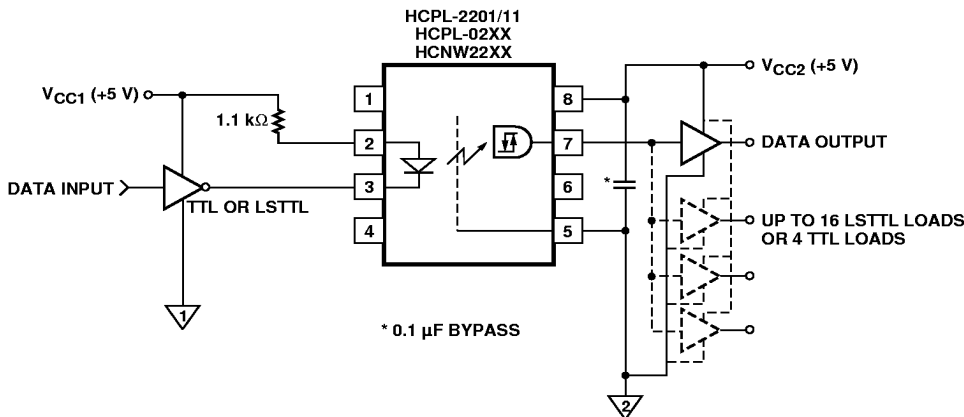 HCPL-2201/11
HCPL-02XX
HCNW22XX
VCC1 (+5 V)
1.1 kΩ
DATA INPUT
TTL OR LSTTL
1
1
2
3
4
8
7
6
5
*
VCC2 (+5 V)
DATA OUTPUT
UP TO 16 LSTTL LOADS
OR 4 TTL LOADS
* 0.1 µF BYPASS
2